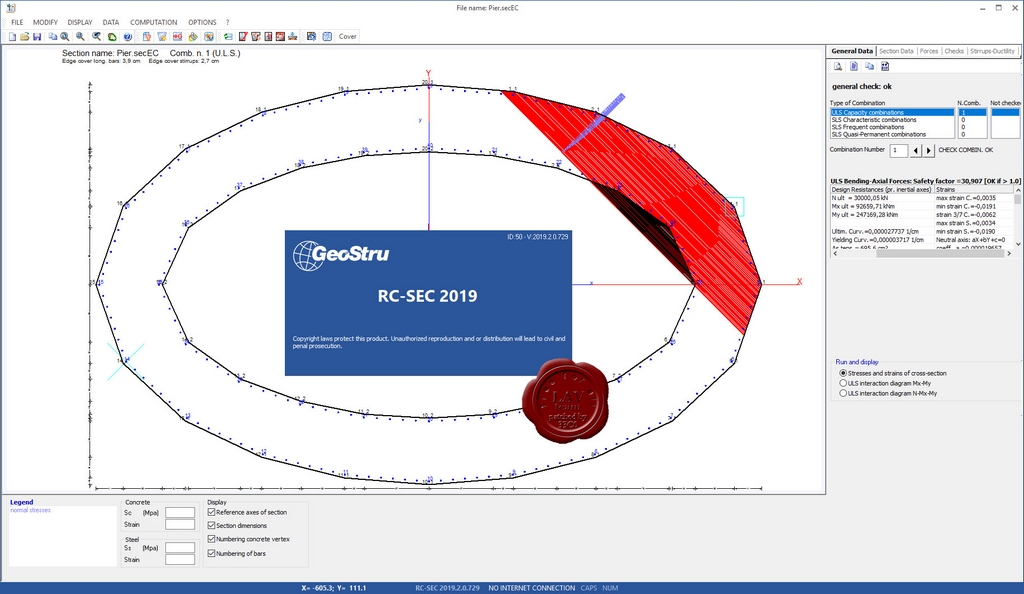 File name: Pier.secEC
FILE MODIFY DISPLAY DATA COMPUTATION OPTIONS ?
Cover
Section name: Pier.secEC Comb. n. 1 (U.L.S.)
Edge cover long. bars: 3,9 cm Edge cover stirrups: 2,7 cm
Y
y
X
x
ID:50 - V:2019.2.0.729
GeoStru
RC-SEC 2019
Copyright laws protect this product. Unauthorized reproduction and or distribution will lead to civil and
penal prosecution.
LAV
team
patched by
General Data Section Data Forces Checks Stirrups-Ductility
general check: ok
Type of Combination N.Comb. Not checked
ULS Capacity combinations 1
SLS Characteristic combinations 0
SLS Frequent combinations 0
SLS Quasi-Permanent combinations 0
Combination Number 1 CHECK COMBIN. OK
ULS Bending-Axial Forces: Safety factor =30,907 [OK if > 1.0]
Design Resistances (pr. inertial axes) Strains
N ult = 30000,05 kN max strain C.=0,0035
Mx ult = 92659,71 kNm min strain C.=-0,0191
My ult = 247169,28 kNm strain 3/7 C.=-0,0062
max strain S.=0,0034
Ultim. Curv.=0,000027737 1/cm min strain S.=-0,0190
Yielding Curv.=0,000003717 1/cm Neutral axis: aX+bY+c=0
Run and display
Stresses and strains of cross-section
ULS interaction diagram Mx-My
ULS interaction diagram N-Mx-My
Legend
normal stresses
Concrete
Sc (Mpa)
Strain
Steel
Ss (Mpa)
Strain
Display
Reference axes of section
Section dimensions
Numbering concrete vertex
Numbering of bars
X= -605.3; Y= 111.1 RC-SEC 2019.2.0.729 NO INTERNET CONNECTION CAPS NUM